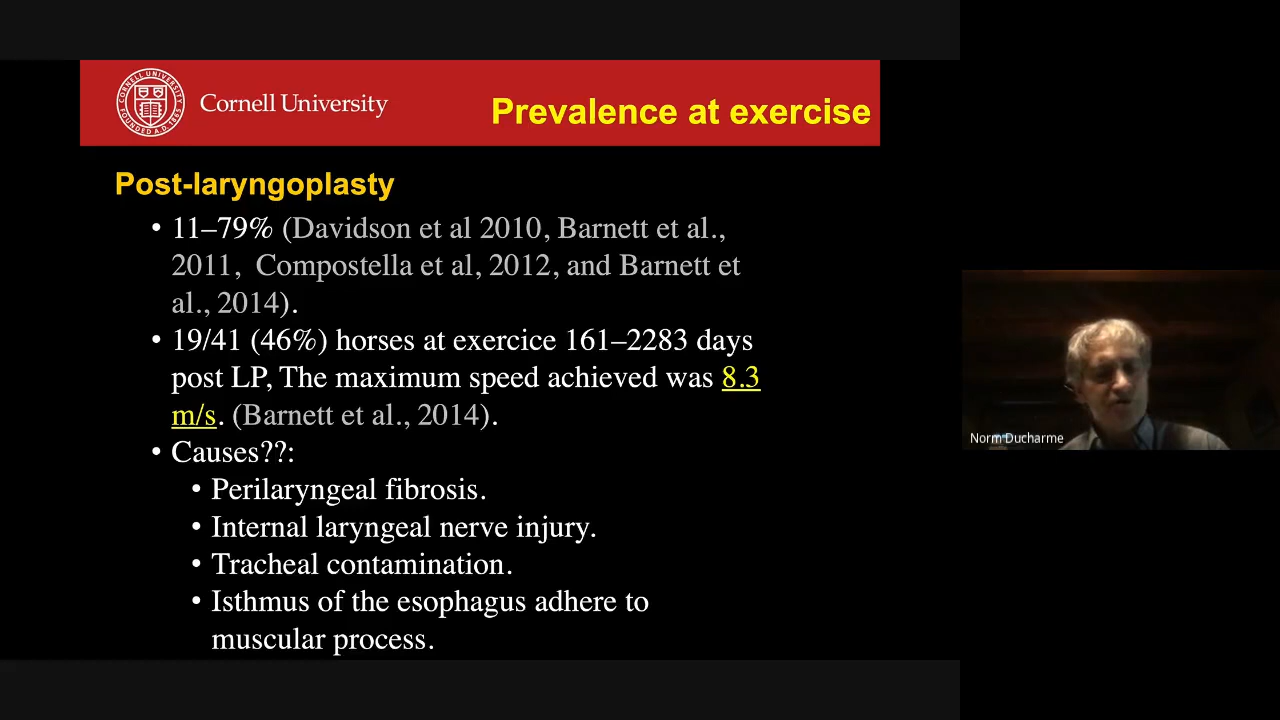 Cornell University
Prevalence at exercise
Post-laryngoplasty
• 11–79% (Davidson et al 2010, Barnett et al.,
2011, Compostella et al, 2012, and Barnett et
al., 2014).
• 19/41 (46%) horses at exercice 161–2283 days
post LP, The maximum speed achieved was 8.3
m/s. (Barnett et al., 2014).
• Causes??:
• Perilaryngeal fibrosis.
• Internal laryngeal nerve injury.
• Tracheal contamination.
• Isthmus of the esophagus adhere to
muscular process.
Norm Ducharme